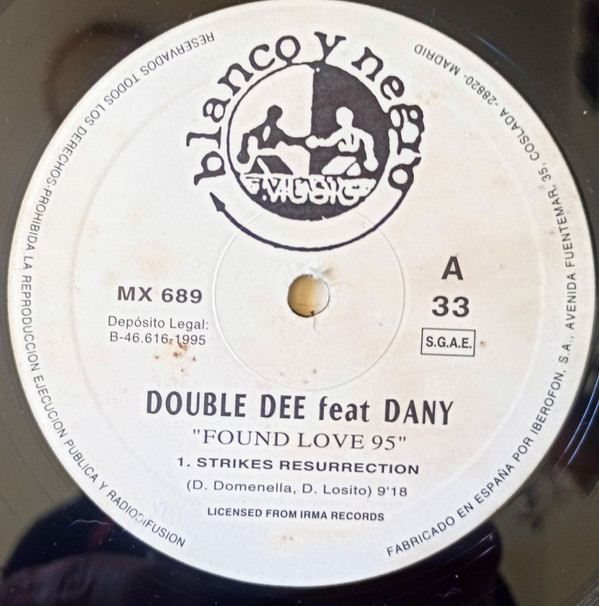 blanco y negro
MUSIC
MX 689
Depósito Legal:
B-46.616-1995
A
33
S.G.A.E.
DOUBLE DEE feat DANY
"FOUND LOVE 95"
1. STRIKES RESURRECTION
(D. Domenella, D. Losito) 9'18
LICENSED FROM IRMA RECORDS
RESERVADOS TODOS LOS DERECHOS-PROHIBIDA LA REPRODUCCION EJECUCION PUBLICA Y RADIODIFUSION
FABRICADO EN ESPAÑA POR IBEROFON, S.A., AVENIDA FUENTEMAR, 35, COSLADA -28820- MADRID